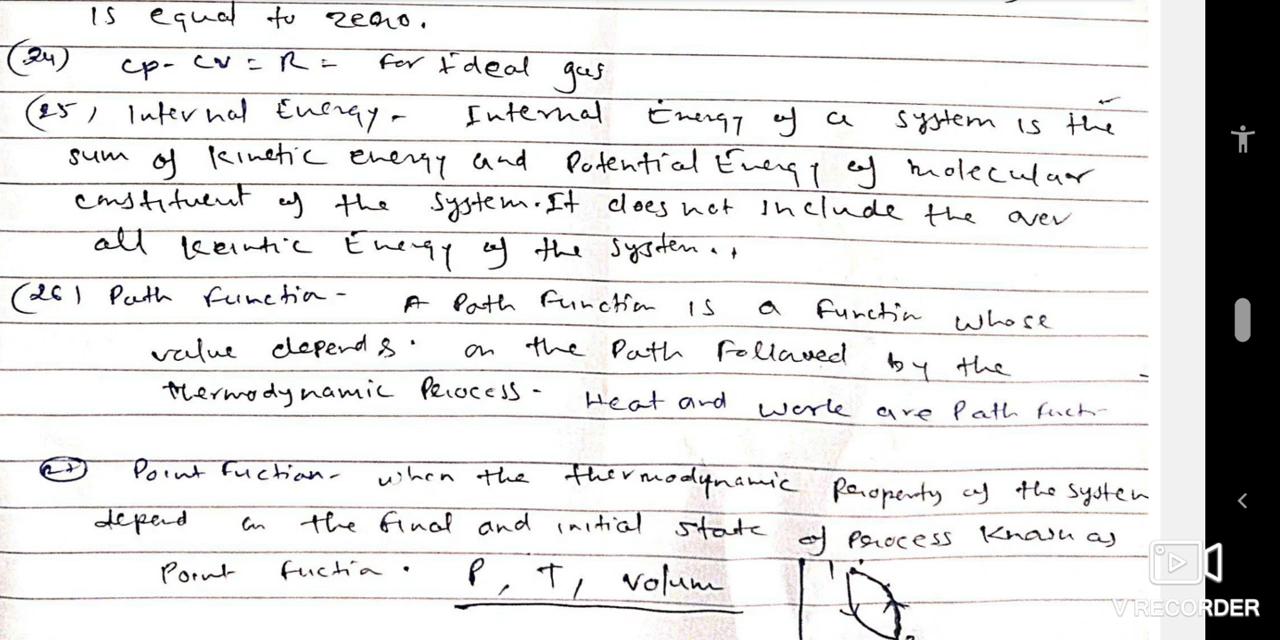 is equal to zero.
(24) Cp - Cv = R = For Ideal gas
(25) Internal Energy - Internal Energy of a system is the
sum of kinetic energy and Potential Energy of molecular
constituent of the system. It does not include the over
all keintic Energy of the system..
(26) Path Function - A Path Function is a Functin whose
value depends on the Path Followed by the
thermodynamic Process - Heat and work are Path fuct-
(27) Point Fuction - when the thermodynamic Property of the system
depend on the final and initial state of process known as
Point fuctia. P, T, volum
1
2
V RECORDER